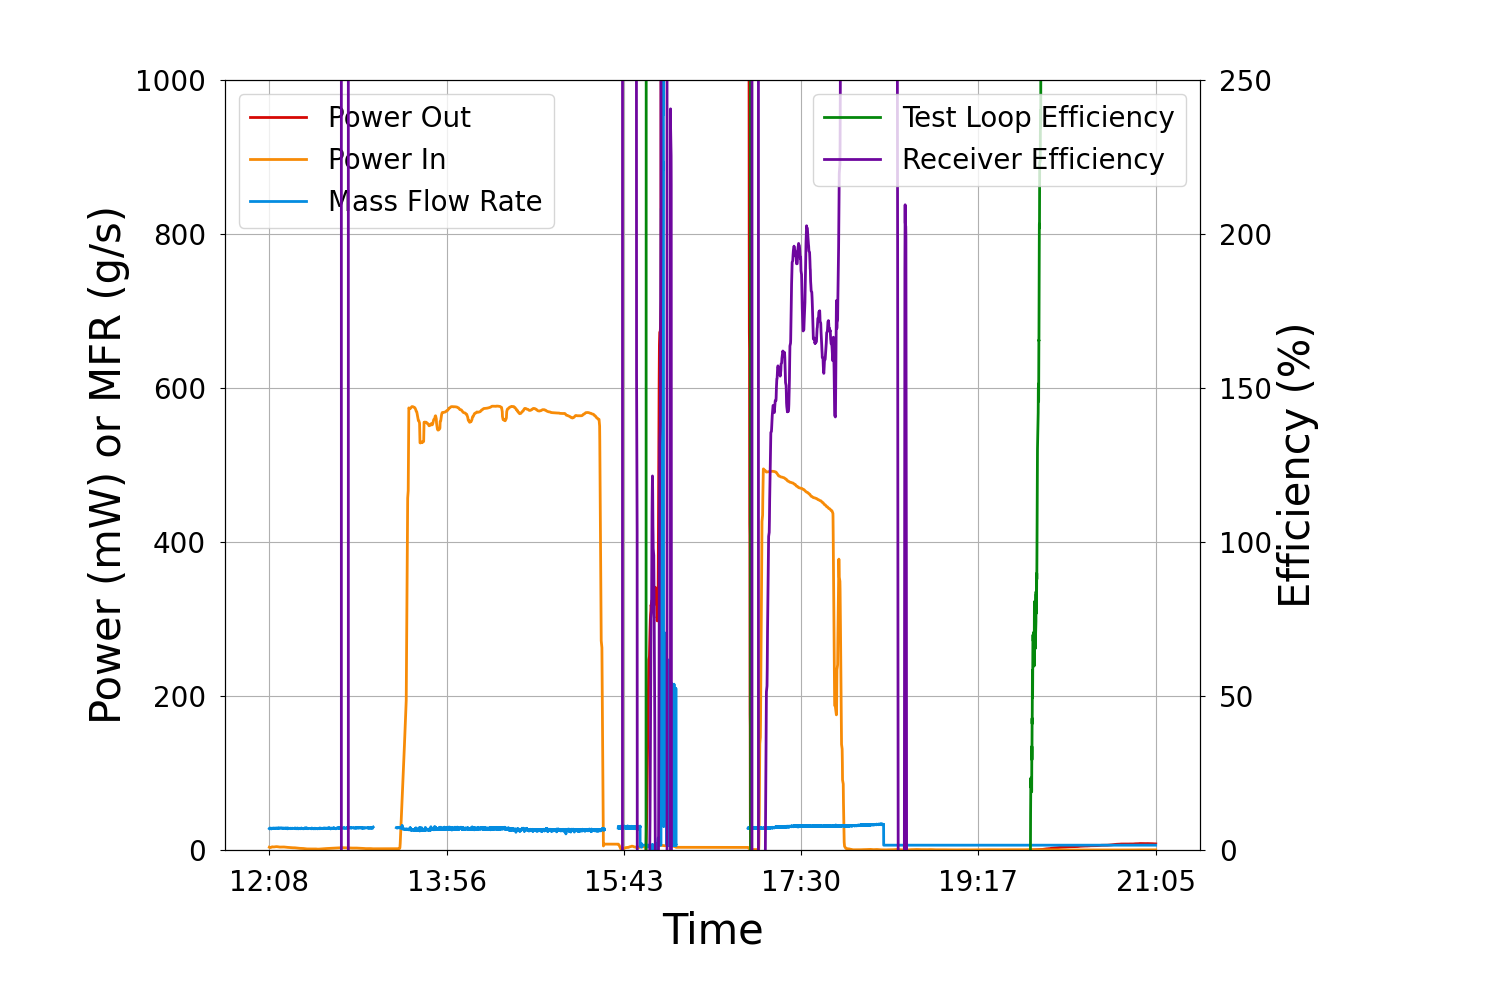 1000
800
600
400
200
0
Power (mW) or MFR (g/s)
Power Out
Power In
Mass Flow Rate
Test Loop Efficiency
Receiver Efficiency
250
200
150
100
50
0
Efficiency (%)
12:08 13:56 15:43 17:30 19:17 21:05
Time